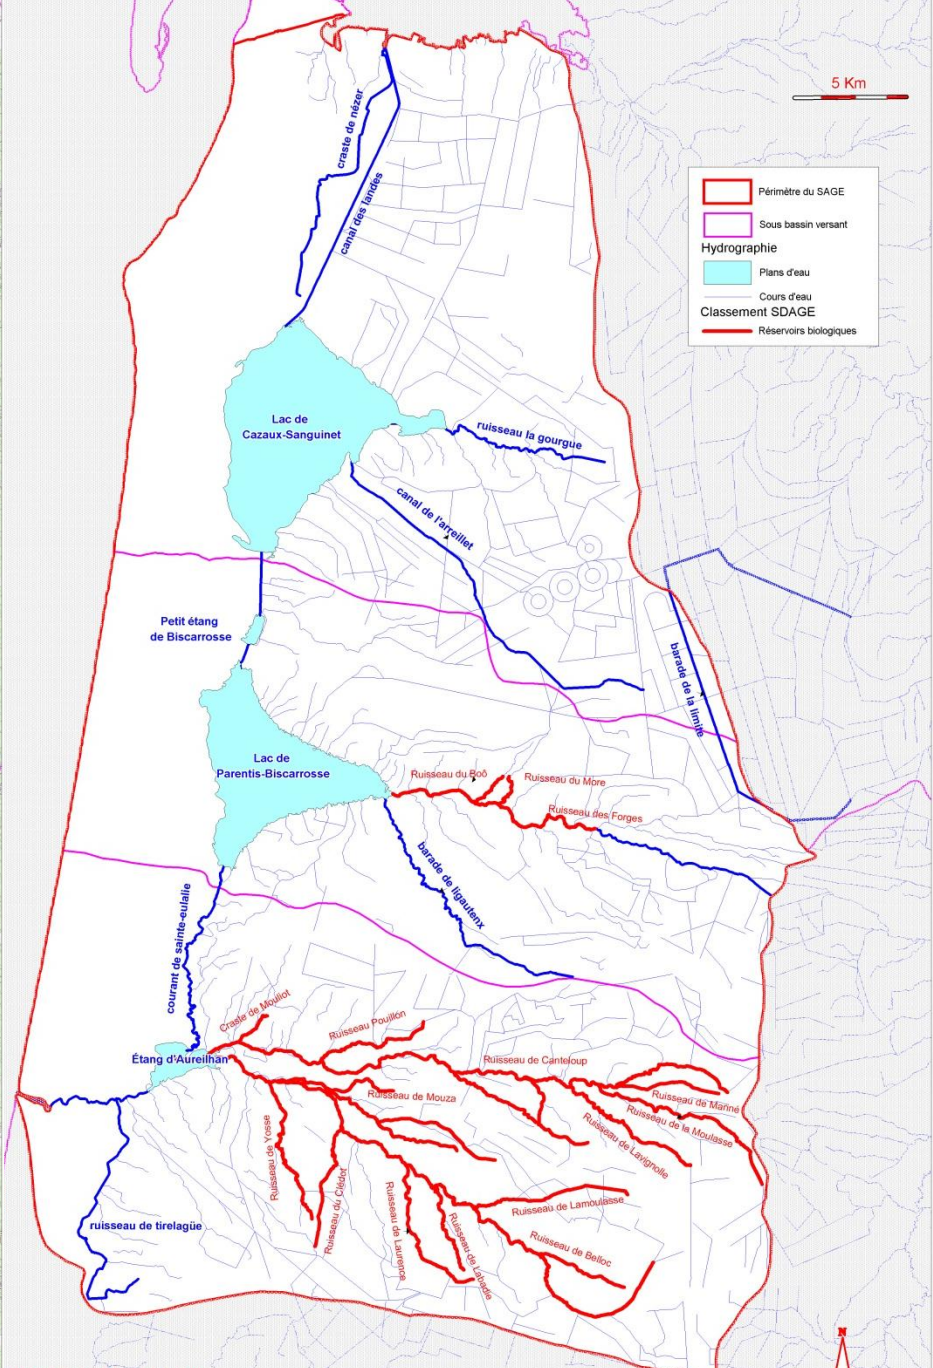 5 Km
Périmètre du SAGE
Sous bassin versant
Hydrographie
Plans d'eau
Cours d'eau
Classement SDAGE
Réservoirs biologiques
craste de nézer
canal des landes
Lac de
Cazaux-Sanguinet
ruisseau la gourgue
canal de l'arreillet
Petit étang
de Biscarrosse
barade de la limite
Lac de
Parentis-Biscarrosse
Ruisseau du Boô
Ruisseau du More
Ruisseau des Forges
barade de ligautenx
courant de sainte-eulalie
Craste de Mouliot
Ruisseau Pouillon
Étang d'Aureilhan
Ruisseau de Canteloup
Ruisseau de Mouza
Ruisseau de Manné
Ruisseau de la Moulasse
Ruisseau de Lavignolle
Ruisseau de Yosse
Ruisseau du Clédot
Ruisseau de Laurence
Ruisseau de Labadie
Ruisseau de Lamoulasse
Ruisseau de Belloc
ruisseau de tirelagüe
N